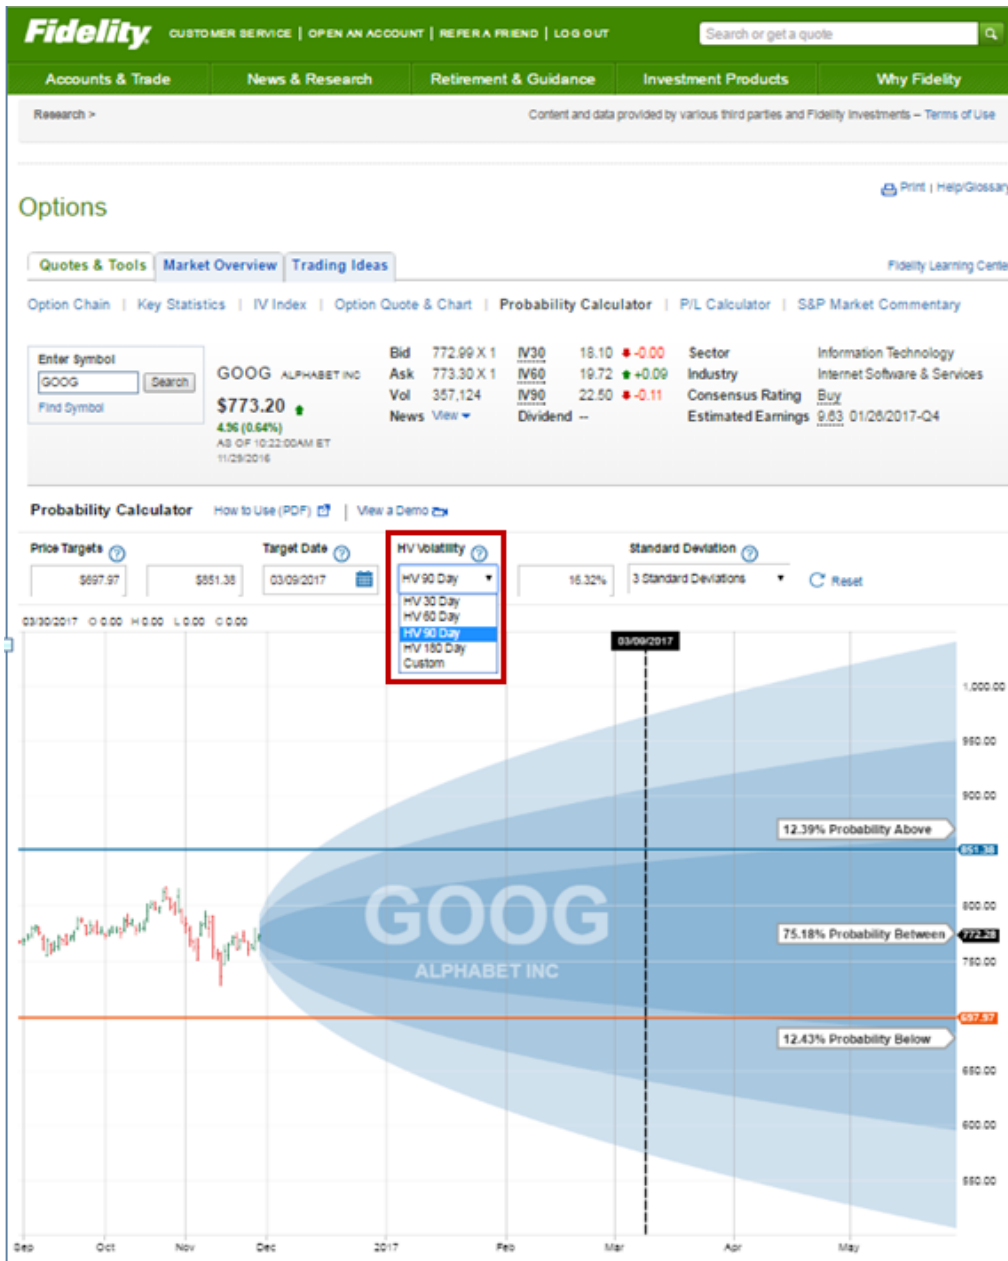 Fidelity CUSTOMER SERVICE | OPEN AN ACCOUNT | REFER A FRIEND | LOG OUT Search or get a quote
Accounts & Trade News & Research Retirement & Guidance Investment Products Why Fidelity
Research > Content and data provided by various third parties and Fidelity Investments – Terms of Use
Print | Help/Glossary
Options
Quotes & Tools Market Overview Trading Ideas Fidelity Learning Cente
Option Chain | Key Statistics | IV Index | Option Quote & Chart | Probability Calculator | P/L Calculator | S&P Market Commentary
Enter Symbol
GOOG Search
Find Symbol
GOOG ALPHABET INC
$773.20
4.96 (0.64%)
AS OF 10:22:00AM ET
11/29/2016
Bid 772.99 X 1 IV30 18.10 -0.00 Sector Information Technology
Ask 773.30 X 1 IV60 19.72 +0.09 Industry Internet Software & Services
Vol 357,124 IV90 22.50 -0.11 Consensus Rating Buy
News View Dividend -- Estimated Earnings 9.63 01/26/2017-Q4
Probability Calculator How to Use (PDF) | View a Demo
Price Targets ? Target Date ? HV Volatility ? Standard Deviation ?
$697.97 $851.38 03/09/2017 HV 90 Day 16.32% 3 Standard Deviations Reset
HV 30 Day
HV 60 Day
HV 90 Day
HV 180 Day
Custom
03/30/2017 O 0.00 H 0.00 L 0.00 C 0.00
03/09/2017
1,000.00
950.00
900.00
12.39% Probability Above
851.38
800.00
GOOG
ALPHABET INC
75.18% Probability Between
772.28
750.00
697.97
12.43% Probability Below
650.00
600.00
550.00
Sep Oct Nov Dec 2017 Feb Mar Apr May